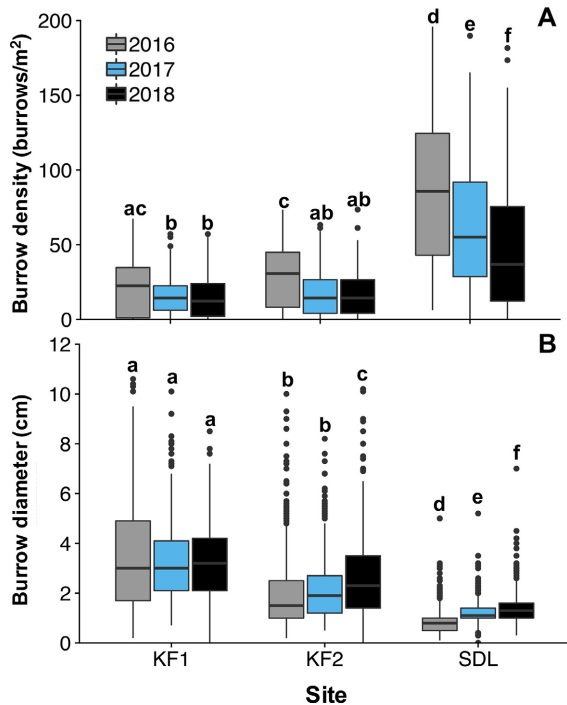 A
Burrow density (burrows/m²)
200
150
100
50
0
2016
2017
2018
ac b b
c ab ab
d e f
B
Burrow diameter (cm)
12
10
8
6
4
2
0
a a a
b b c
d e f
KF1 KF2 SDL
Site